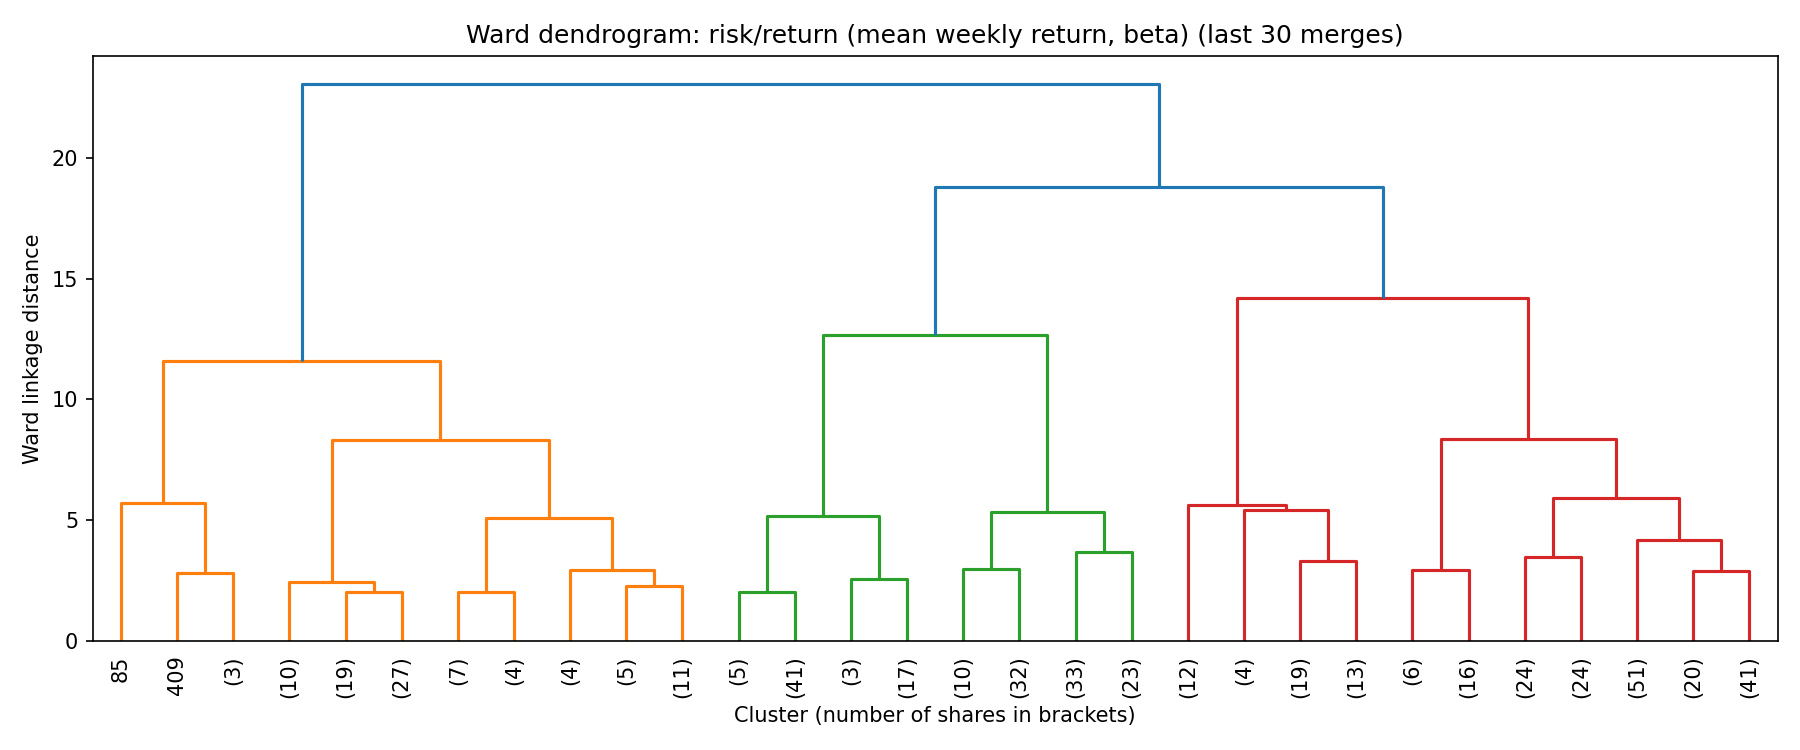 Ward dendrogram: risk/return (mean weekly return, beta) (last 30 merges)
Ward linkage distance
20
15
10
5
0
85 409 (3) (10) (19) (27) (7) (4) (4) (5) (11) (5) (41) (3) (17) (10) (32) (33) (23) (12) (4) (19) (13) (6) (16) (24) (24) (51) (20) (41)
Cluster (number of shares in brackets)